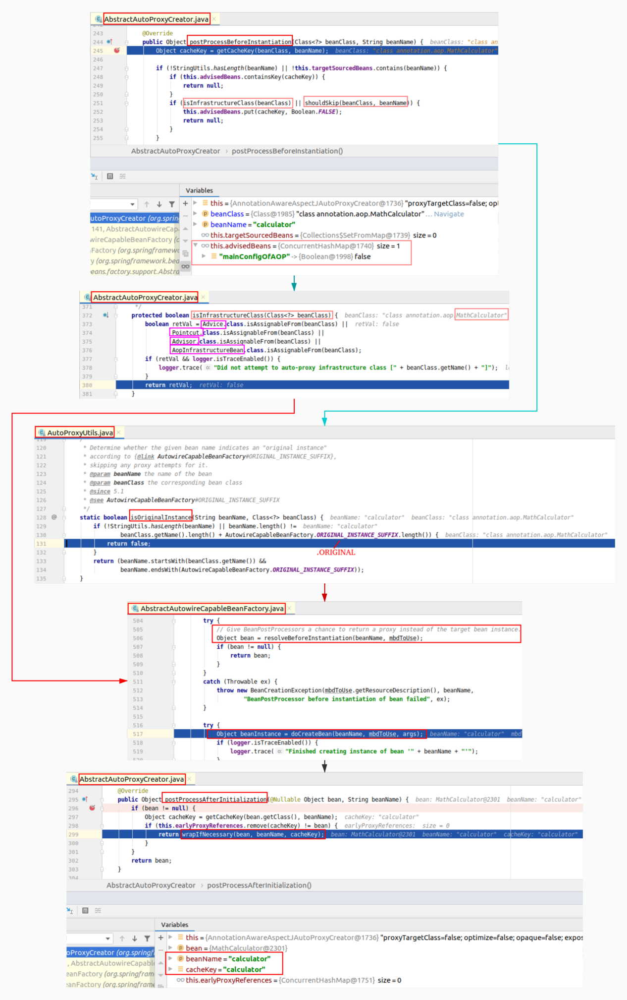 AbstractAutoProxyCreator.java
243 @Override
244 public Object postProcessBeforeInstantiation(Class<?> beanClass, String beanName) { beanClass: "class an
245 Object cacheKey = getCacheKey(beanClass, beanName); beanClass: "class annotation.aop.MathCalculator"
246
247 if (!StringUtils.hasLength(beanName) || !this.targetSourcedBeans.contains(beanName)) {
248 if (this.advisedBeans.containsKey(cacheKey)) {
249 return null;
250 }
251 if (isInfrastructureClass(beanClass) || shouldSkip(beanClass, beanName)) {
252 this.advisedBeans.put(cacheKey, Boolean.FALSE);
253 return null;
254 }
255 }
AbstractAutoProxyCreator › postProcessBeforeInstantiation()
Variables
this = {AnnotationAwareAspectJAutoProxyCreator@1736} "proxyTargetClass=false; opt
beanClass = {Class@1985} "class annotation.aop.MathCalculator" ... Navigate
beanName = "calculator"
this.targetSourcedBeans = {Collections$SetFromMap@1739} size = 0
this.advisedBeans = {ConcurrentHashMap@1740} size = 1
"mainConfigOfAOP" -> {Boolean@1998} false
utoProxyCreator (org.spring
141, AbstractAutowireCap
wireCapableBeanFactory (o
Factory (org.springframewo
y (org.springframework.bea
eans.factory.support.Abstra
AbstractAutoProxyCreator.java
371 */
372 protected boolean isInfrastructureClass(Class<?> beanClass) { beanClass: "class annotation.aop.MathCalculator"
373 boolean retVal = Advice.class.isAssignableFrom(beanClass) || retVal: false
374 Pointcut.class.isAssignableFrom(beanClass) ||
375 Advisor.class.isAssignableFrom(beanClass) ||
376 AopInfrastructureBean.class.isAssignableFrom(beanClass);
377 if (retVal && logger.isTraceEnabled()) {
378 logger.trace( o: "Did not attempt to auto-proxy infrastructure class [" + beanClass.getName() + "]");
379 }
380 return retVal; retVal: false
381 }
AutoProxyUtils.java
119 /
120 * Determine whether the given bean name indicates an "original instance"
121 * according to {@link AutowireCapableBeanFactory#ORIGINAL_INSTANCE_SUFFIX},
122 * skipping any proxy attempts for it.
123 * @param beanName the name of the bean
124 * @param beanClass the corresponding bean class
125 * @since 5.1
126 * @see AutowireCapableBeanFactory#ORIGINAL_INSTANCE_SUFFIX
127 */
128 @ static boolean isOriginalInstance(String beanName, Class<?> beanClass) { beanName: "calculator" beanClass: "class annotation.aop.MathCalculator"
129 if (!StringUtils.hasLength(beanName) || beanName.length() != beanName: "calculator"
130 beanClass.getName().length() + AutowireCapableBeanFactory.ORIGINAL_INSTANCE_SUFFIX.length()) { beanClass: "class annotation.aop.MathCalculator"
131 return false;
132 }
.ORIGINAL
133 return (beanName.startsWith(beanClass.getName()) &&
134 beanName.endsWith(AutowireCapableBeanFactory.ORIGINAL_INSTANCE_SUFFIX));
135 }
AbstractAutowireCapableBeanFactory.java
504 try {
505 // Give BeanPostProcessors a chance to return a proxy instead of the target bean instance.
506 Object bean = resolveBeforeInstantiation(beanName, mbdToUse);
507 if (bean != null) {
508 return bean;
509 }
510 }
511 catch (Throwable ex) {
512 throw new BeanCreationException(mbdToUse.getResourceDescription(), beanName,
513 "BeanPostProcessor before instantiation of bean failed", ex);
514 }
515
516 try {
517 Object beanInstance = doCreateBean(beanName, mbdToUse, args); beanName: "calculator" mbd
518 if (logger.isTraceEnabled()) {
519 logger.trace( o: "Finished creating instance of bean '" + beanName + "'");
520 }
AbstractAutoProxyCreator.java
294 @Override
295 public Object postProcessAfterInitialization(@Nullable Object bean, String beanName) { bean: MathCalculator@2301 beanName: "calculator"
296 if (bean != null) {
297 Object cacheKey = getCacheKey(bean.getClass(), beanName); cacheKey: "calculator"
298 if (this.earlyProxyReferences.remove(cacheKey) != bean) { earlyProxyReferences: size = 0
299 return wrapIfNecessary(bean, beanName, cacheKey); bean: MathCalculator@2301 beanName: "calculator" cacheKey: "calculator"
300 }
301 }
302 return bean;
303 }
304
AbstractAutoProxyCreator › postProcessAfterInitialization()
Variables
this = {AnnotationAwareAspectJAutoProxyCreator@1736} "proxyTargetClass=false; optimize=false; opaque=false; expos
bean = {MathCalculator@2301}
beanName = "calculator"
cacheKey = "calculator"
this.earlyProxyReferences = {ConcurrentHashMap@1751} size = 0
oProxyCreator (org.springf
, AbstractAutowireCapabl
eanFactory (org.springfram
eanFactory (org.springframe